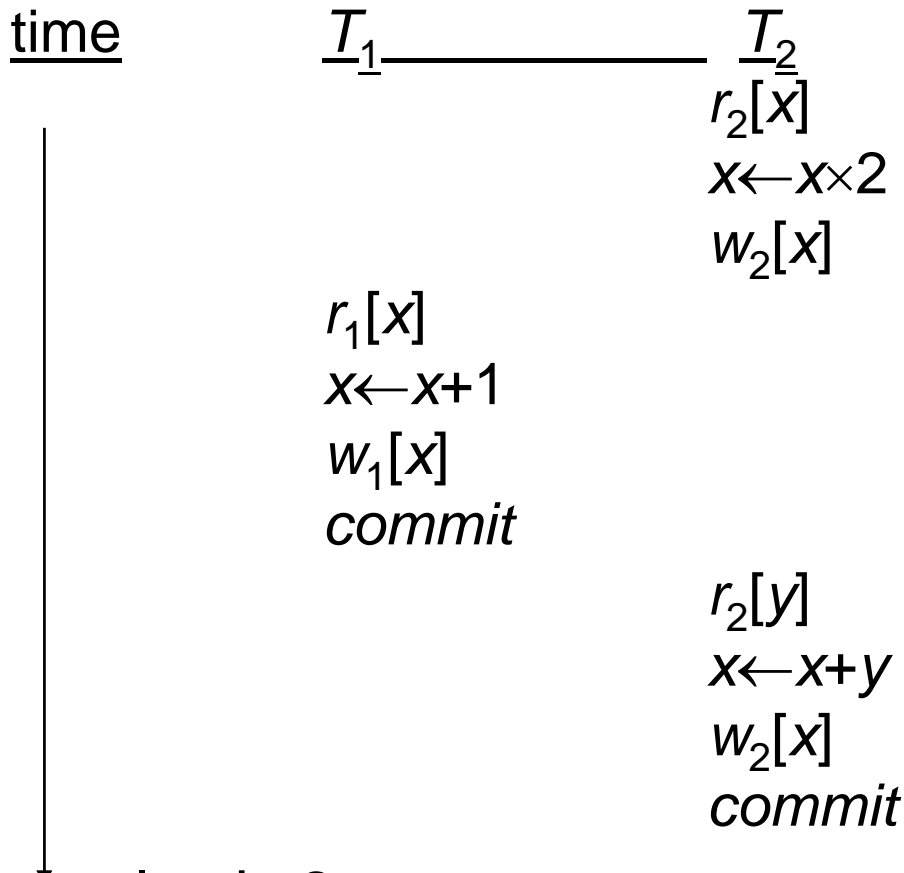 time T₁ T₂
r₂[x]
x←x×2
w₂[x]
r₁[x]
x←x+1
w₁[x]
commit
r₂[y]
x←x+y
w₂[x]
commit